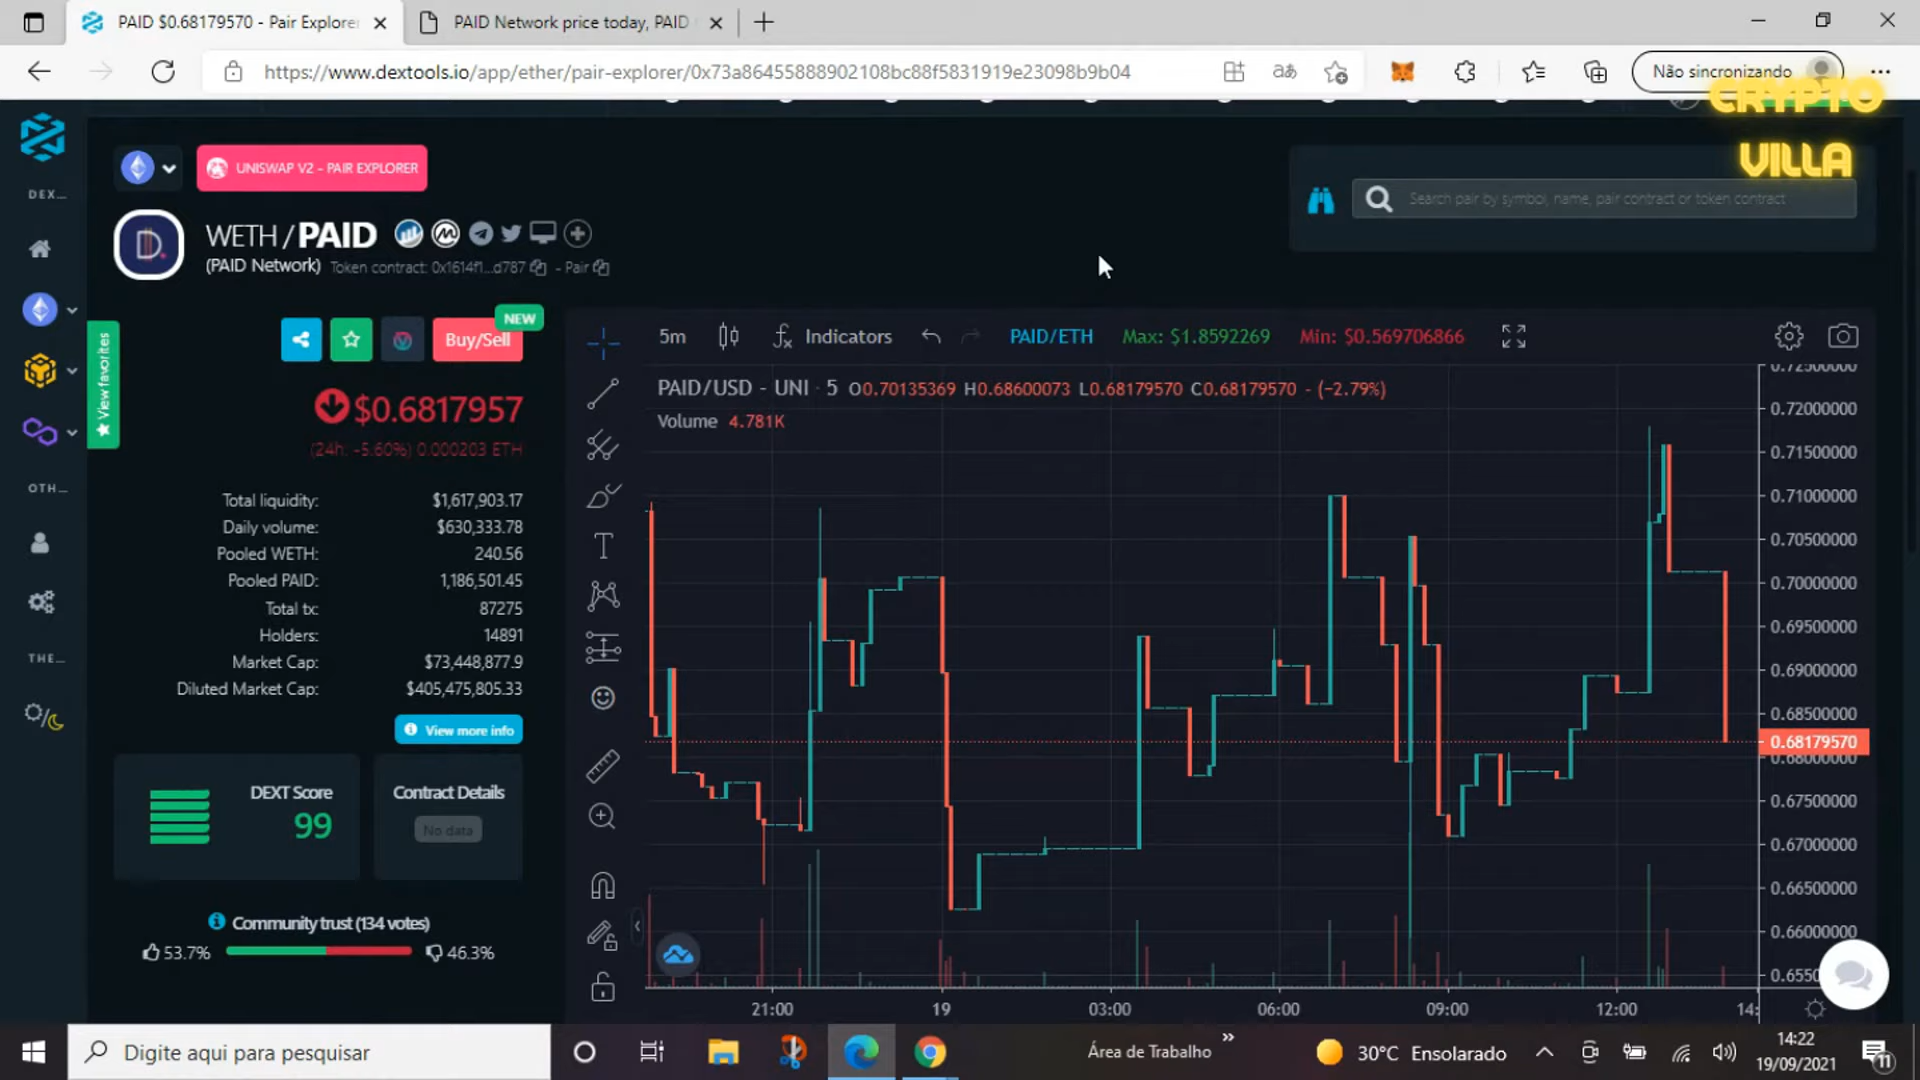 PAID $0.68179570 - Pair Explorer
PAID Network price today, PAID
https://www.dextools.io/app/ether/pair-explorer/0x73a86455888902108bc88f5831919e23098b9b04
aあ
Não sincronizando
CRYPTO
VILLA
DEX...
UNISWAP V2 - PAIR EXPLORER
Search pair by symbol, name, pair contract or token contract
D.
WETH / PAID
(PAID Network) Token contract: 0x1614f1...d787 - Pair
View favorites
NEW
Buy/Sell
5m
Indicators
PAID/ETH
Max: $1.8592269
Min: $0.569706866
$0.6817957
(24h: -5.60%) 0.000203 ETH
PAID/USD - UNI · 5 O0.70135369 H0.68600073 L0.68179570 C0.68179570 - (−2.79%)
Volume 4.781K
OTH...
Total liquidity: $1,617,903.17
Daily volume: $630,333.78
Pooled WETH: 240.56
Pooled PAID: 1,186,501.45
Total tx: 87275
Holders: 14891
Market Cap: $73,448,877.9
Diluted Market Cap: $405,475,805.33
View more info
THE...
DEXT Score
99
Contract Details
No data
Community trust (134 votes)
53.7%
46.3%
0.72500000
0.72000000
0.71500000
0.71000000
0.70500000
0.70000000
0.69500000
0.69000000
0.68500000
0.68179570
0.68000000
0.67500000
0.67000000
0.66500000
0.66000000
0.6550
21:00
19
03:00
06:00
09:00
12:00
14:
Digite aqui para pesquisar
Área de Trabalho
»
30°C Ensolarado
14:22
19/09/2021
11